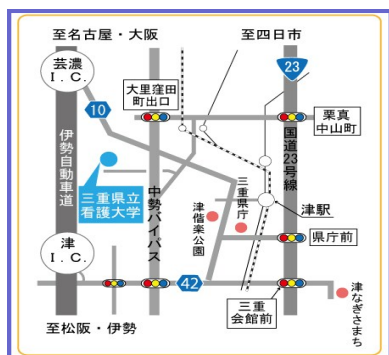 至名古屋・大阪
至四日市
芸濃
I.C.
23
大里窪田
町出口
栗真
中山町
10
伊勢自動車道
三重県立
看護大学
中勢バイパス
国道23号線
三重県庁
津偕楽公園
津駅
県庁前
津
I.C.
42
津なぎさまち
三重
会館前
至松阪・伊勢